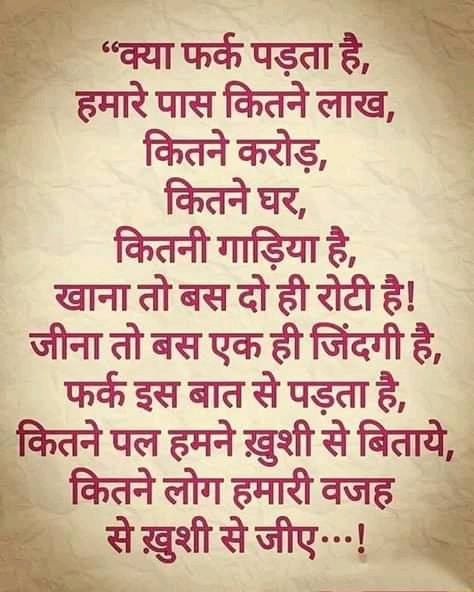 “क्या फर्क पड़ता है,
हमारे पास कितने लाख,
कितने करोड़,
कितने घर,
कितनी गाड़िया है,
खाना तो बस दो ही रोटी है!
जीना तो बस एक ही जिंदगी है,
फर्क इस बात से पड़ता है,
कितने पल हमने ख़ुशी से बिताये,
कितने लोग हमारी वजह
से ख़ुशी से जीए···!